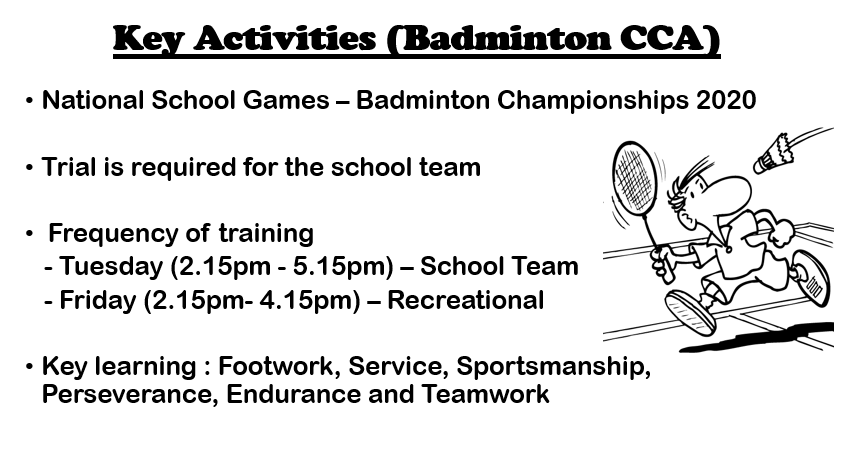 Key Activities (Badminton CCA)
• National School Games – Badminton Championships 2020
• Trial is required for the school team
• Frequency of training
- Tuesday (2.15pm - 5.15pm) – School Team
- Friday (2.15pm- 4.15pm) – Recreational
• Key learning : Footwork, Service, Sportsmanship,
Perseverance, Endurance and Teamwork